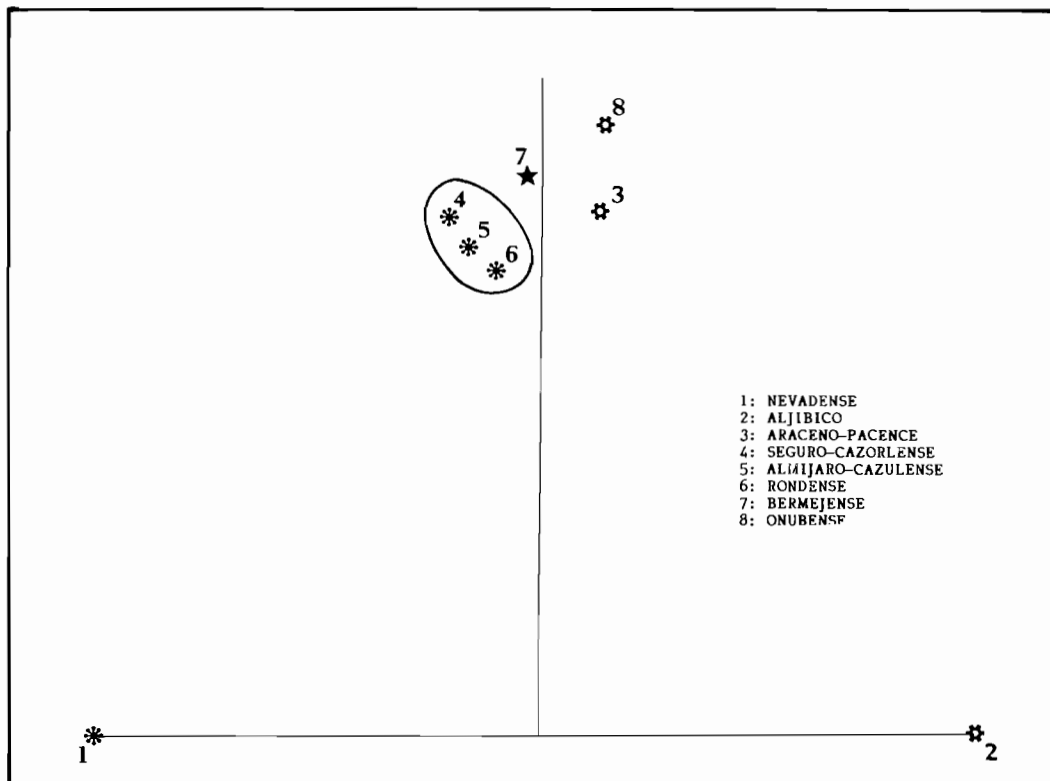 8
7
3
4
5
6
1: NEVADENSE
2: ALJIBICO
3: ARACENO-PACENCE
4: SEGURO-CAZORLENSE
5: ALMIJARO-CAZULENSE
6: RONDENSE
7: BERMEJENSE
8: ONUBENSE
1
2